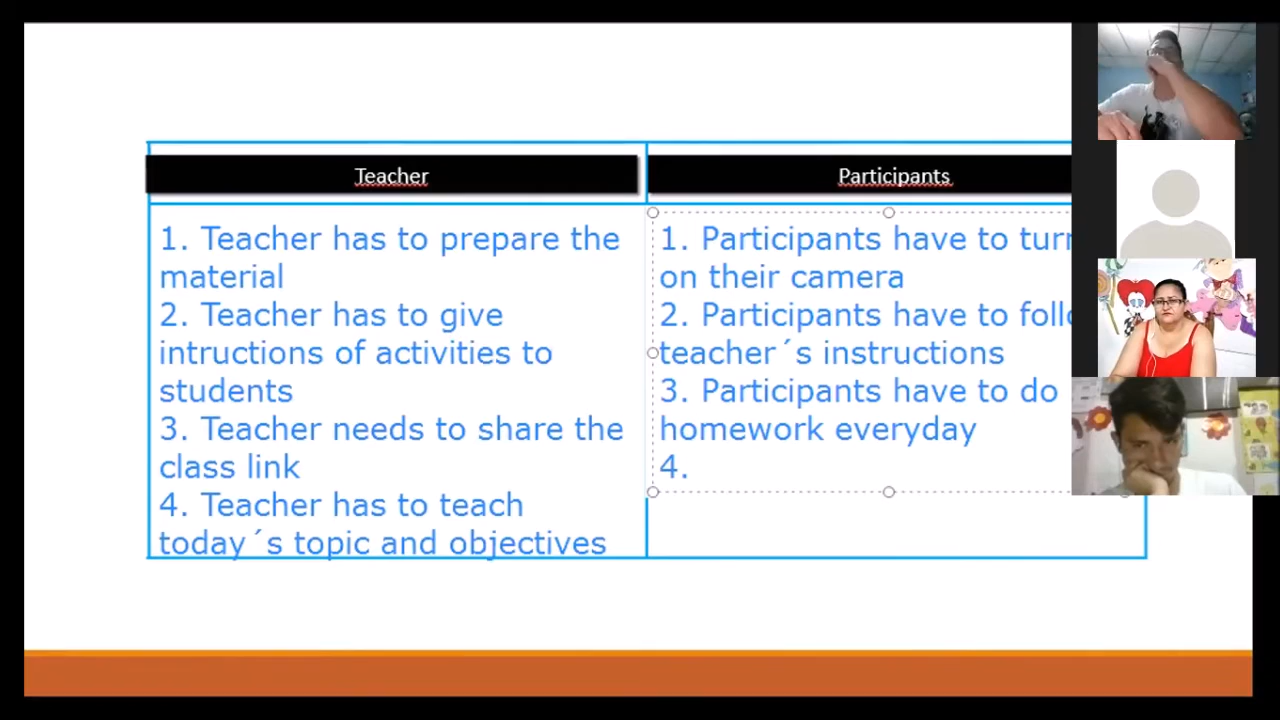 Teacher
Participants
1. Teacher has to prepare the
material
2. Teacher has to give
intructions of activities to
students
3. Teacher needs to share the
class link
4. Teacher has to teach
today´s topic and objectives
1. Participants have to turn
on their camera
2. Participants have to
teacher´s instructions
3. Participants have to do
homework everyday
4.